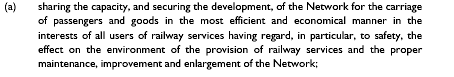 (a) sharing the capacity, and securing the development, of the Network for the carriage
of passengers and goods in the most efficient and economical manner in the
interests of all users of railway services having regard, in particular, to safety, the
effect on the environment of the provision of railway services and the proper
maintenance, improvement and enlargement of the Network;